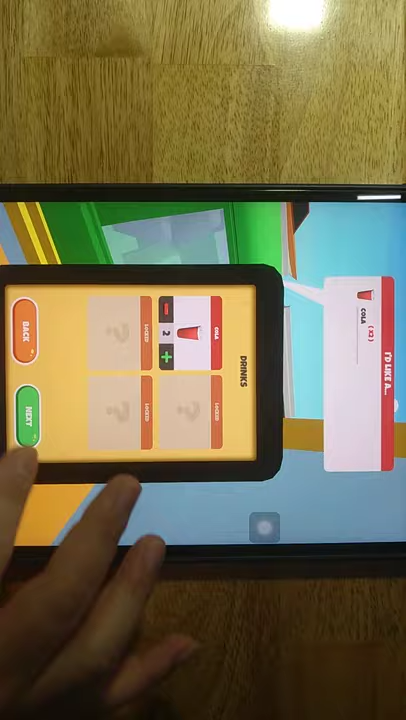 I'D LIKE A...
(X2)
COLA
DRINKS
COLA
2
LOCKED
LOCKED
LOCKED
BACK
NEXT